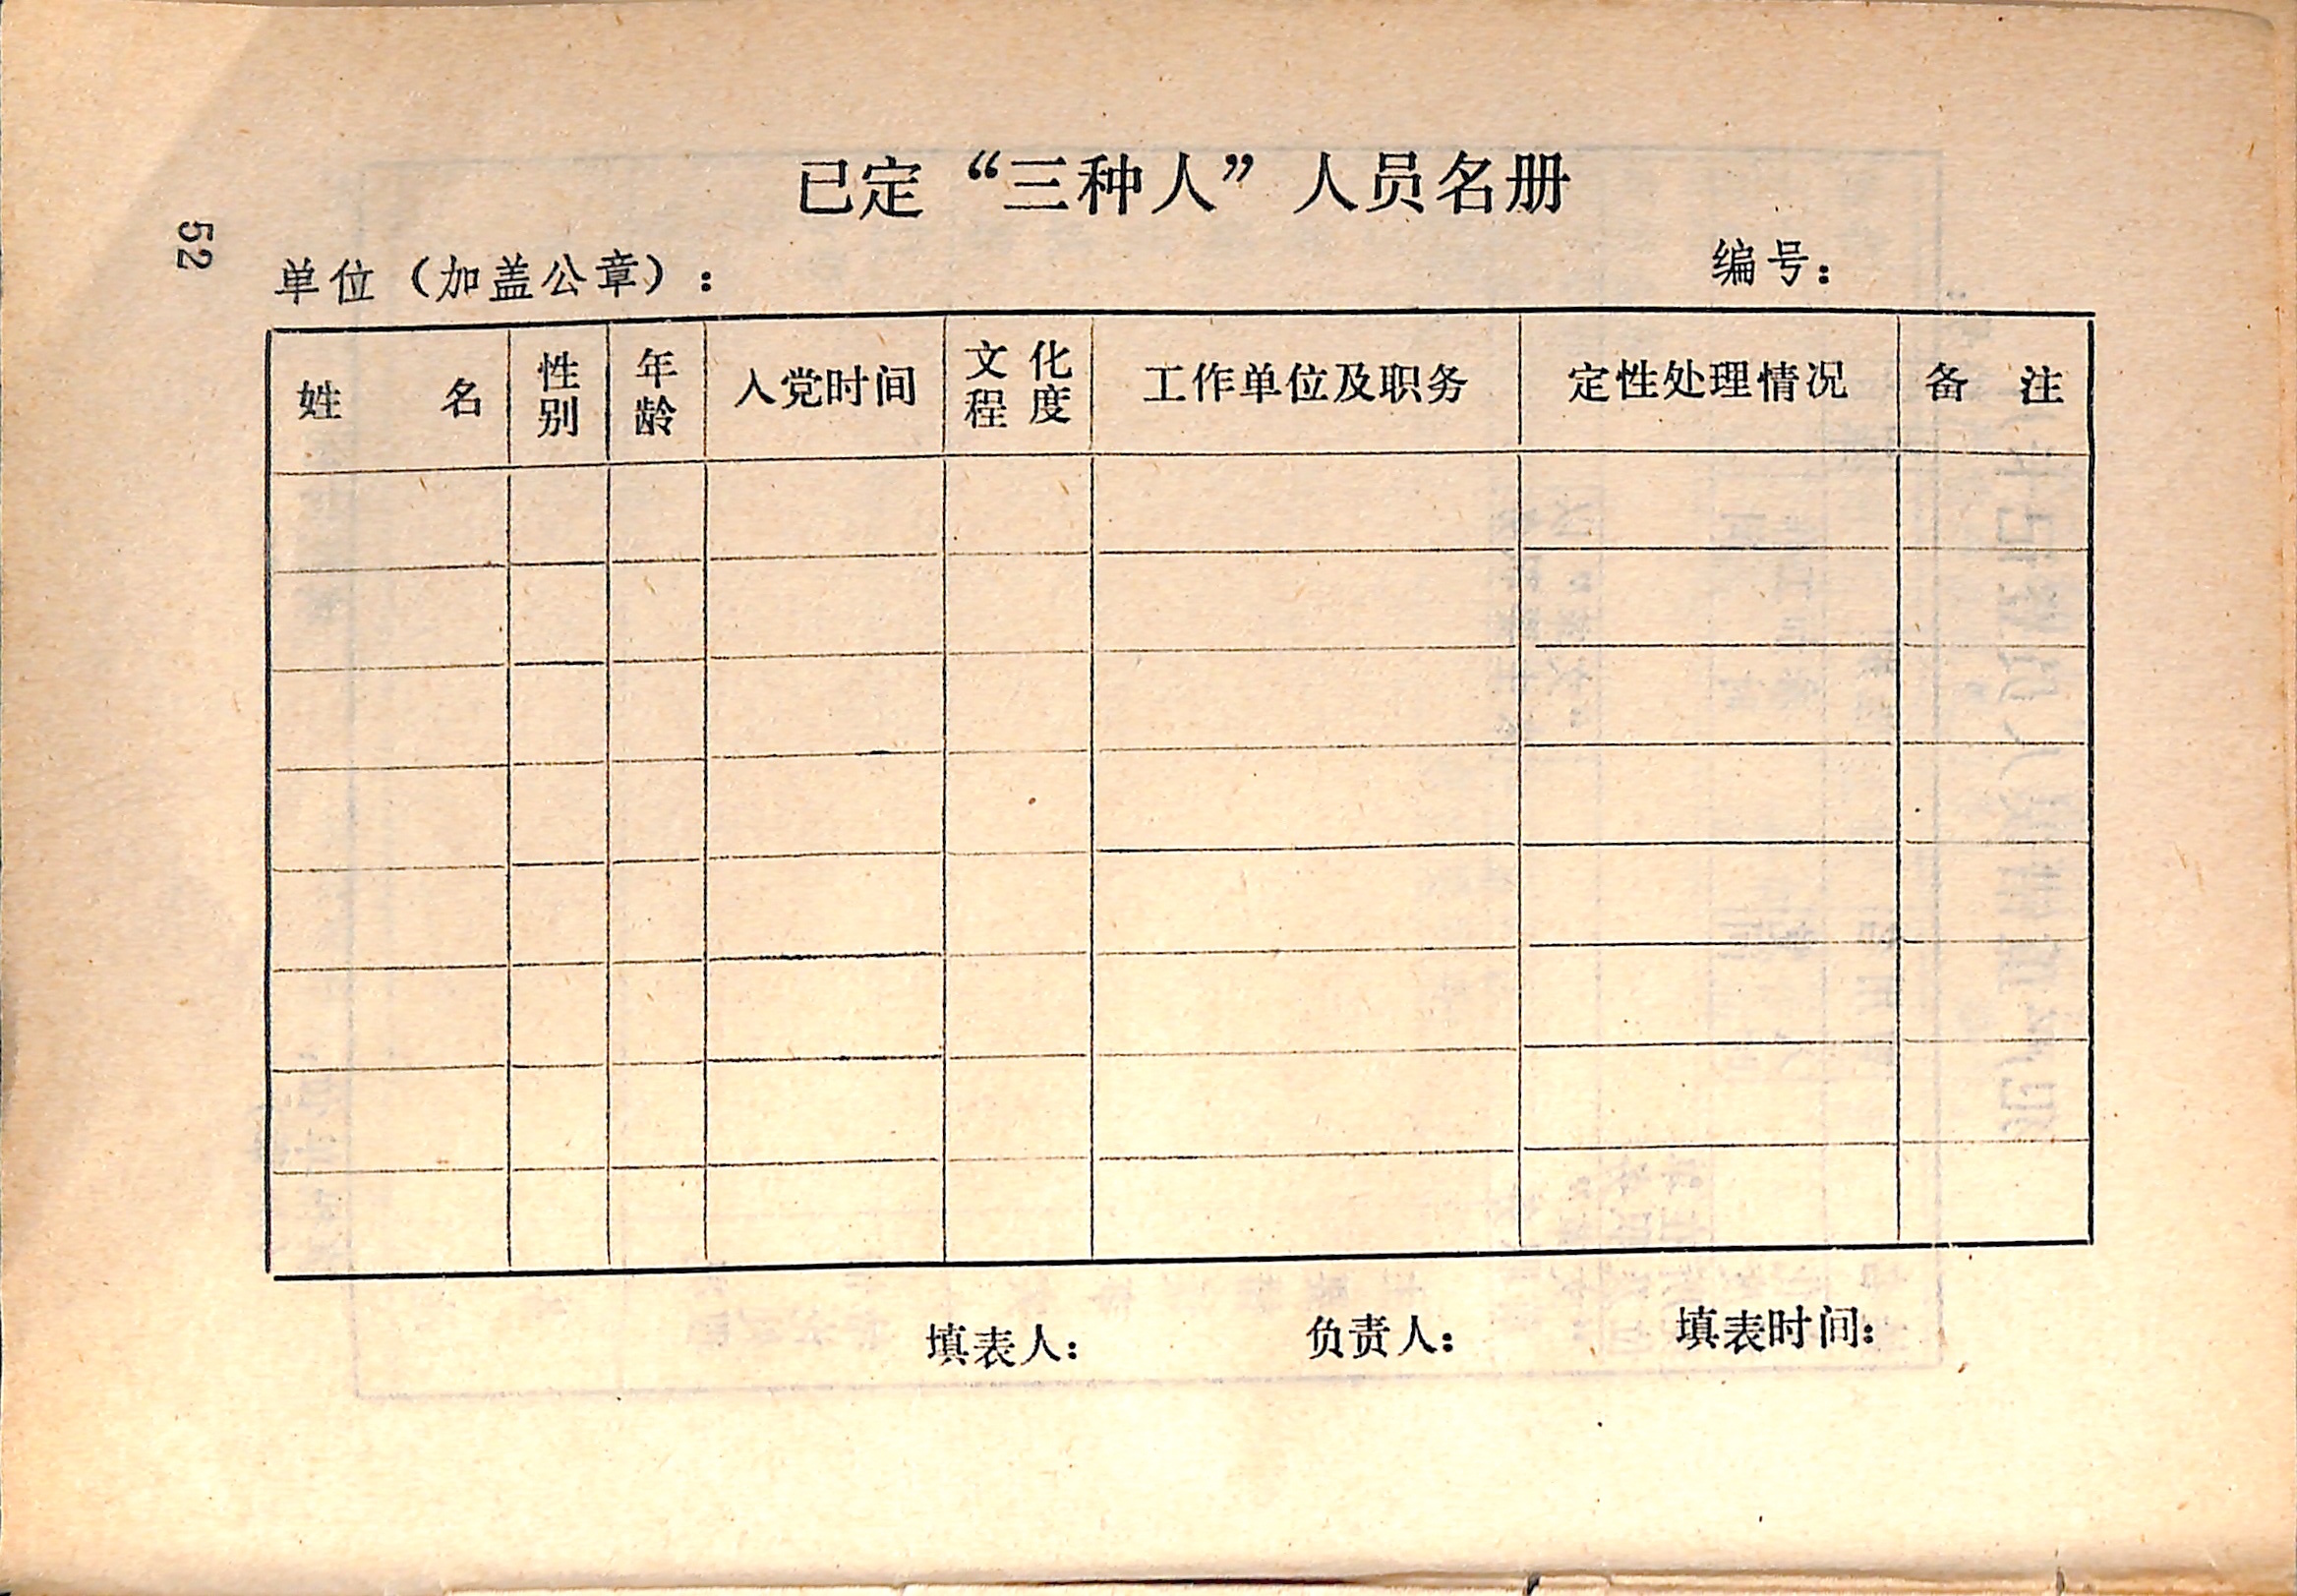 已定“三种人”人员名册
52
单位（加盖公章）： 编号：
姓名 性别 年龄 入党时间 文化程度 工作单位及职务 定性处理情况 备注
填表人： 负责人： 填表时间：